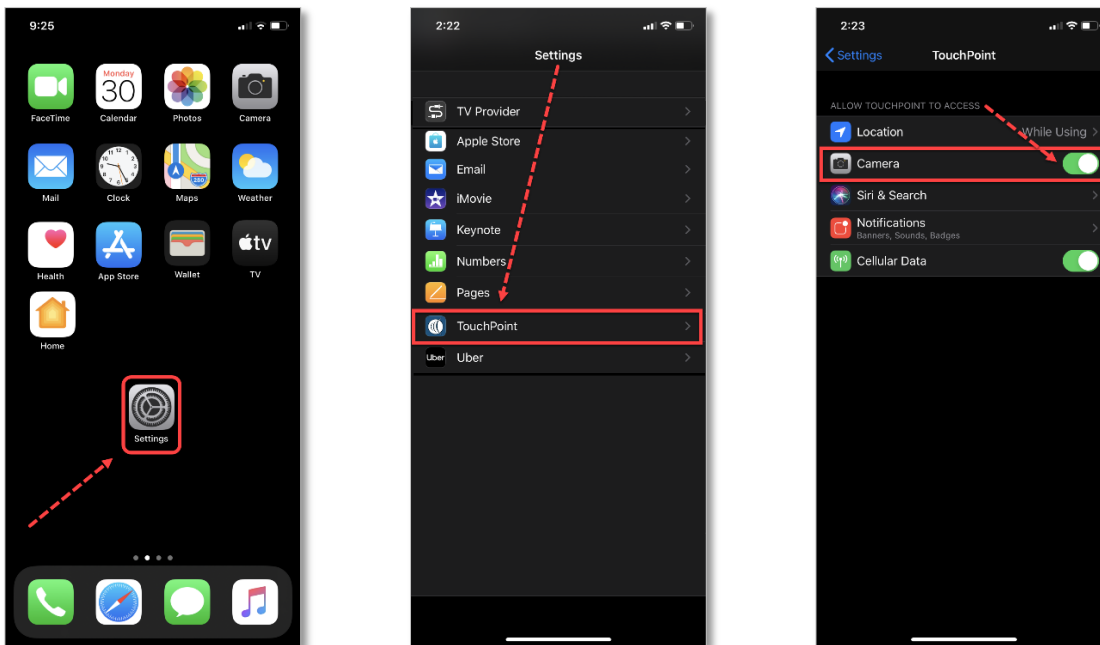 9:25
Monday
30
FaceTime
Calendar
Photos
Camera
Mail
Clock
Maps
Weather
Health
App Store
Wallet
tv
TV
Home
Settings
2:22
Settings
TV Provider
Apple Store
Email
iMovie
Keynote
Numbers
Pages
TouchPoint
Uber
Uber
2:23
Settings
TouchPoint
ALLOW TOUCHPOINT TO ACCESS
Location
While Using
Camera
Siri & Search
Notifications
Banners, Sounds, Badges
Cellular Data